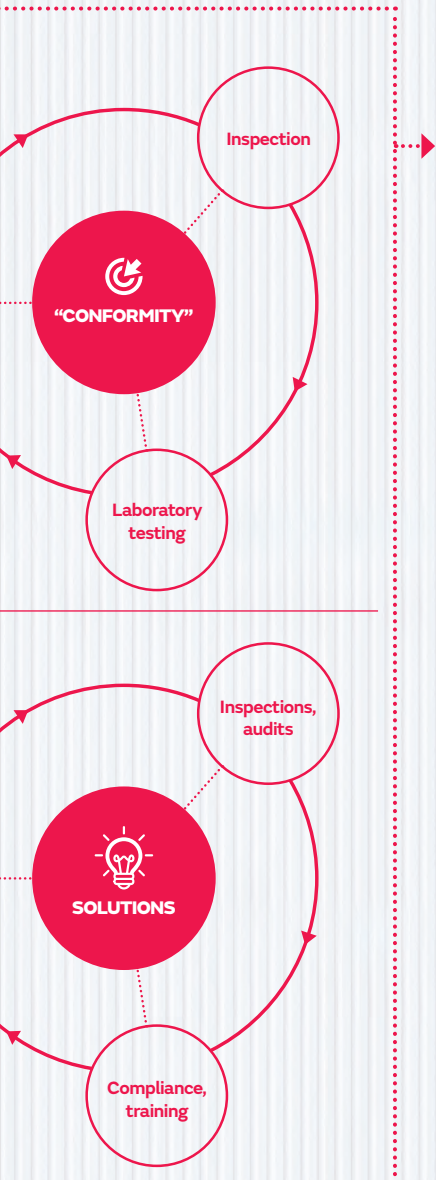 Inspection
“CONFORMITY”
Laboratory
testing
Inspections,
audits
SOLUTIONS
Compliance,
training